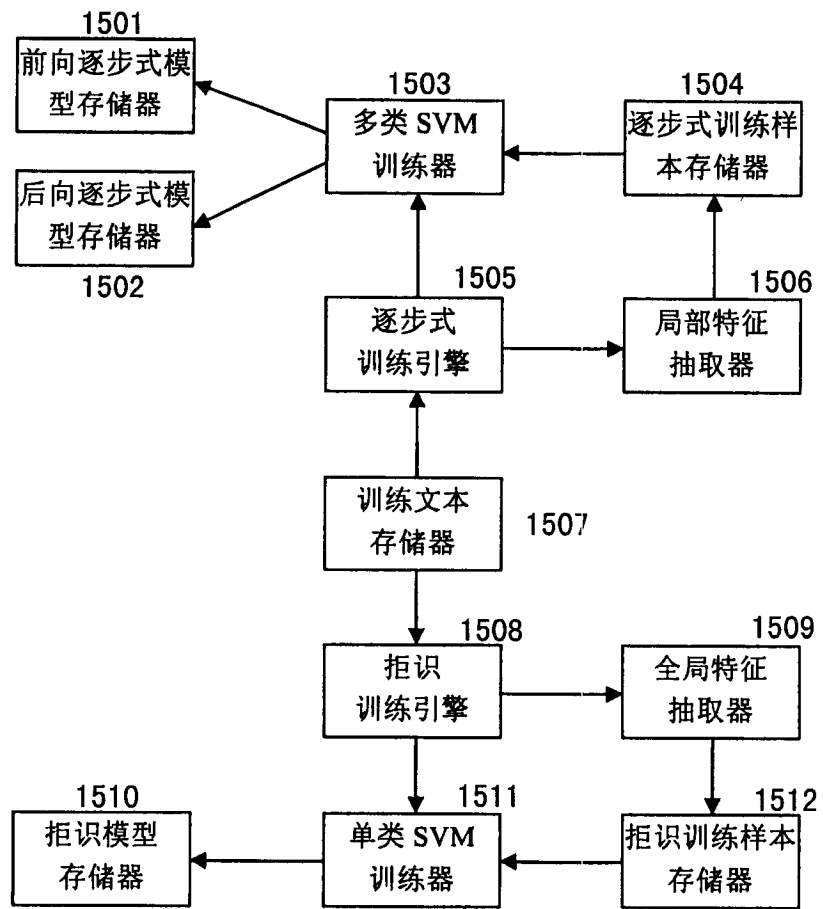 1501
前向逐步式模
型存储器
1503
多类 SVM
训练器
1504
逐步式训练样
本存储器
后向逐步式模
型存储器
1502
1505
逐步式
训练引擎
1506
局部特征
抽取器
训练文本
存储器
1507
1508
拒识
训练引擎
1509
全局特征
抽取器
1510
拒识模型
存储器
1511
单类 SVM
训练器
1512
拒识训练样本
存储器